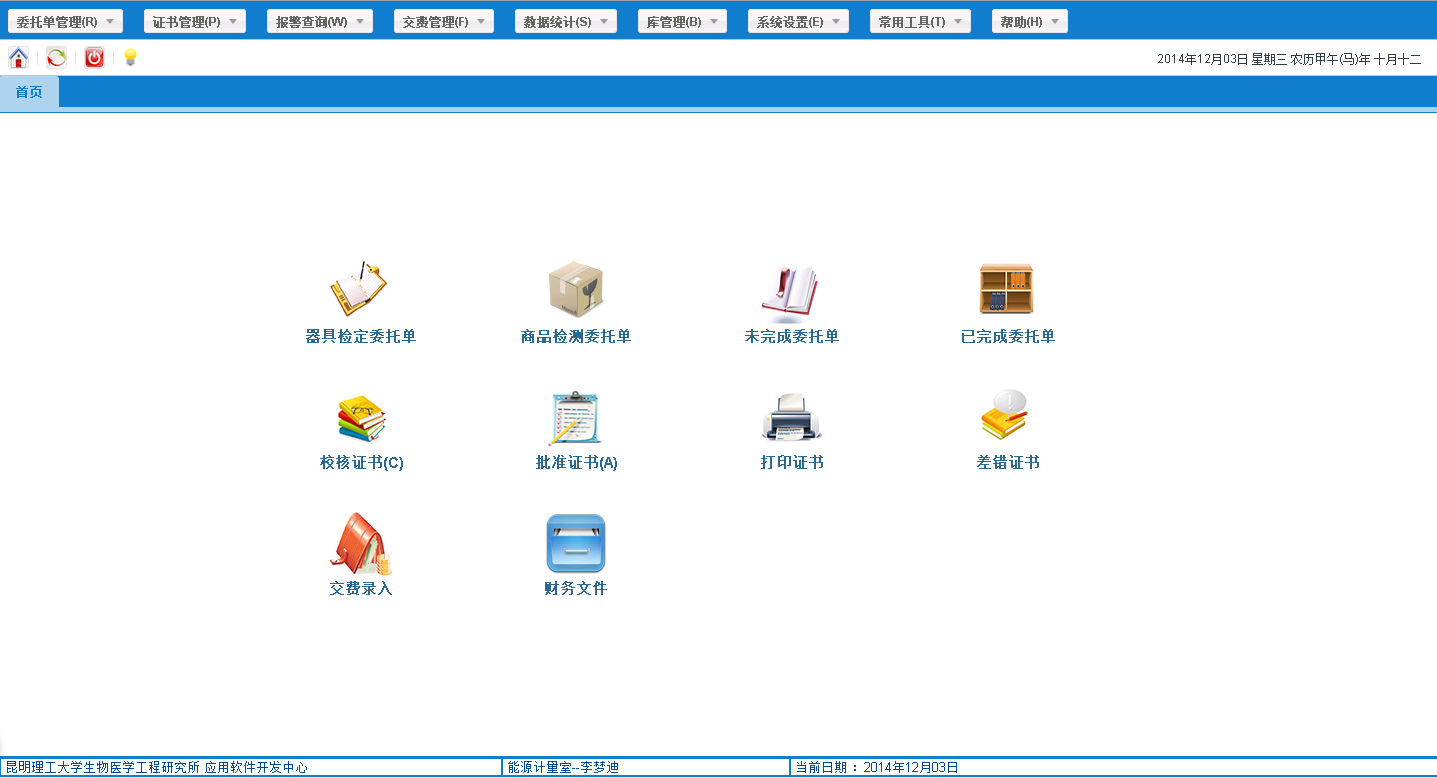 委托单管理(R) 证书管理(P) 报警查询(W) 交费管理(F) 数据统计(S) 库管理(B) 系统设置(E) 常用工具(T) 帮助(H)
2014年12月03日 星期三 农历甲午(马)年 十月十二
首页
器具检定委托单 商品检测委托单 未完成委托单 已完成委托单
校核证书(C) 批准证书(A) 打印证书 差错证书
交费录入 财务文件
昆明理工大学生物医学工程研究所 应用软件开发中心 能源计量室--李梦迪 当前日期：2014年12月03日